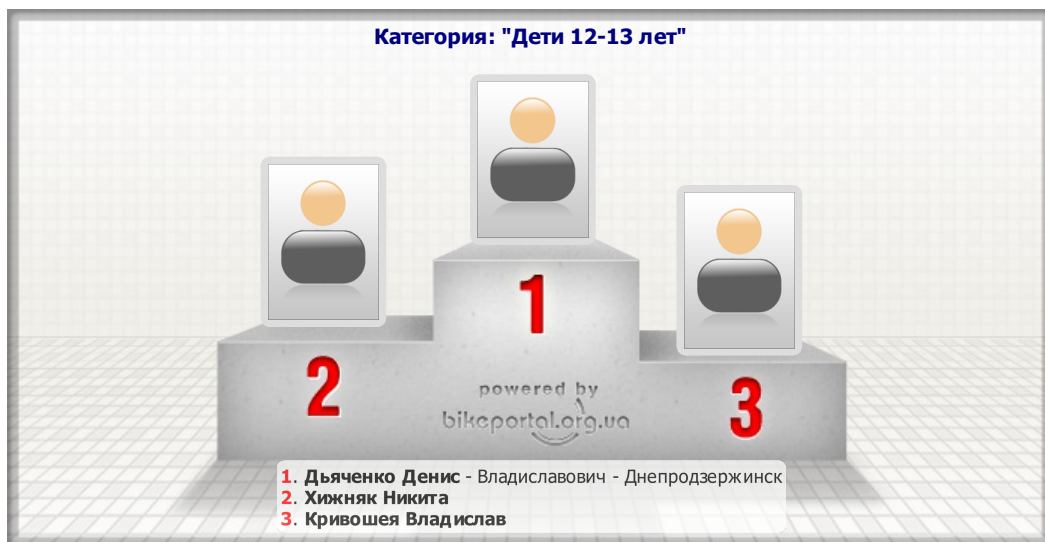 Категория: "Дети 12-13 лет"
1
2
3
powered by
bikeportal.org.ua
1. Дьяченко Денис - Владиславович - Днепродзержинск
2. Хижняк Никита
3. Кривошея Владислав